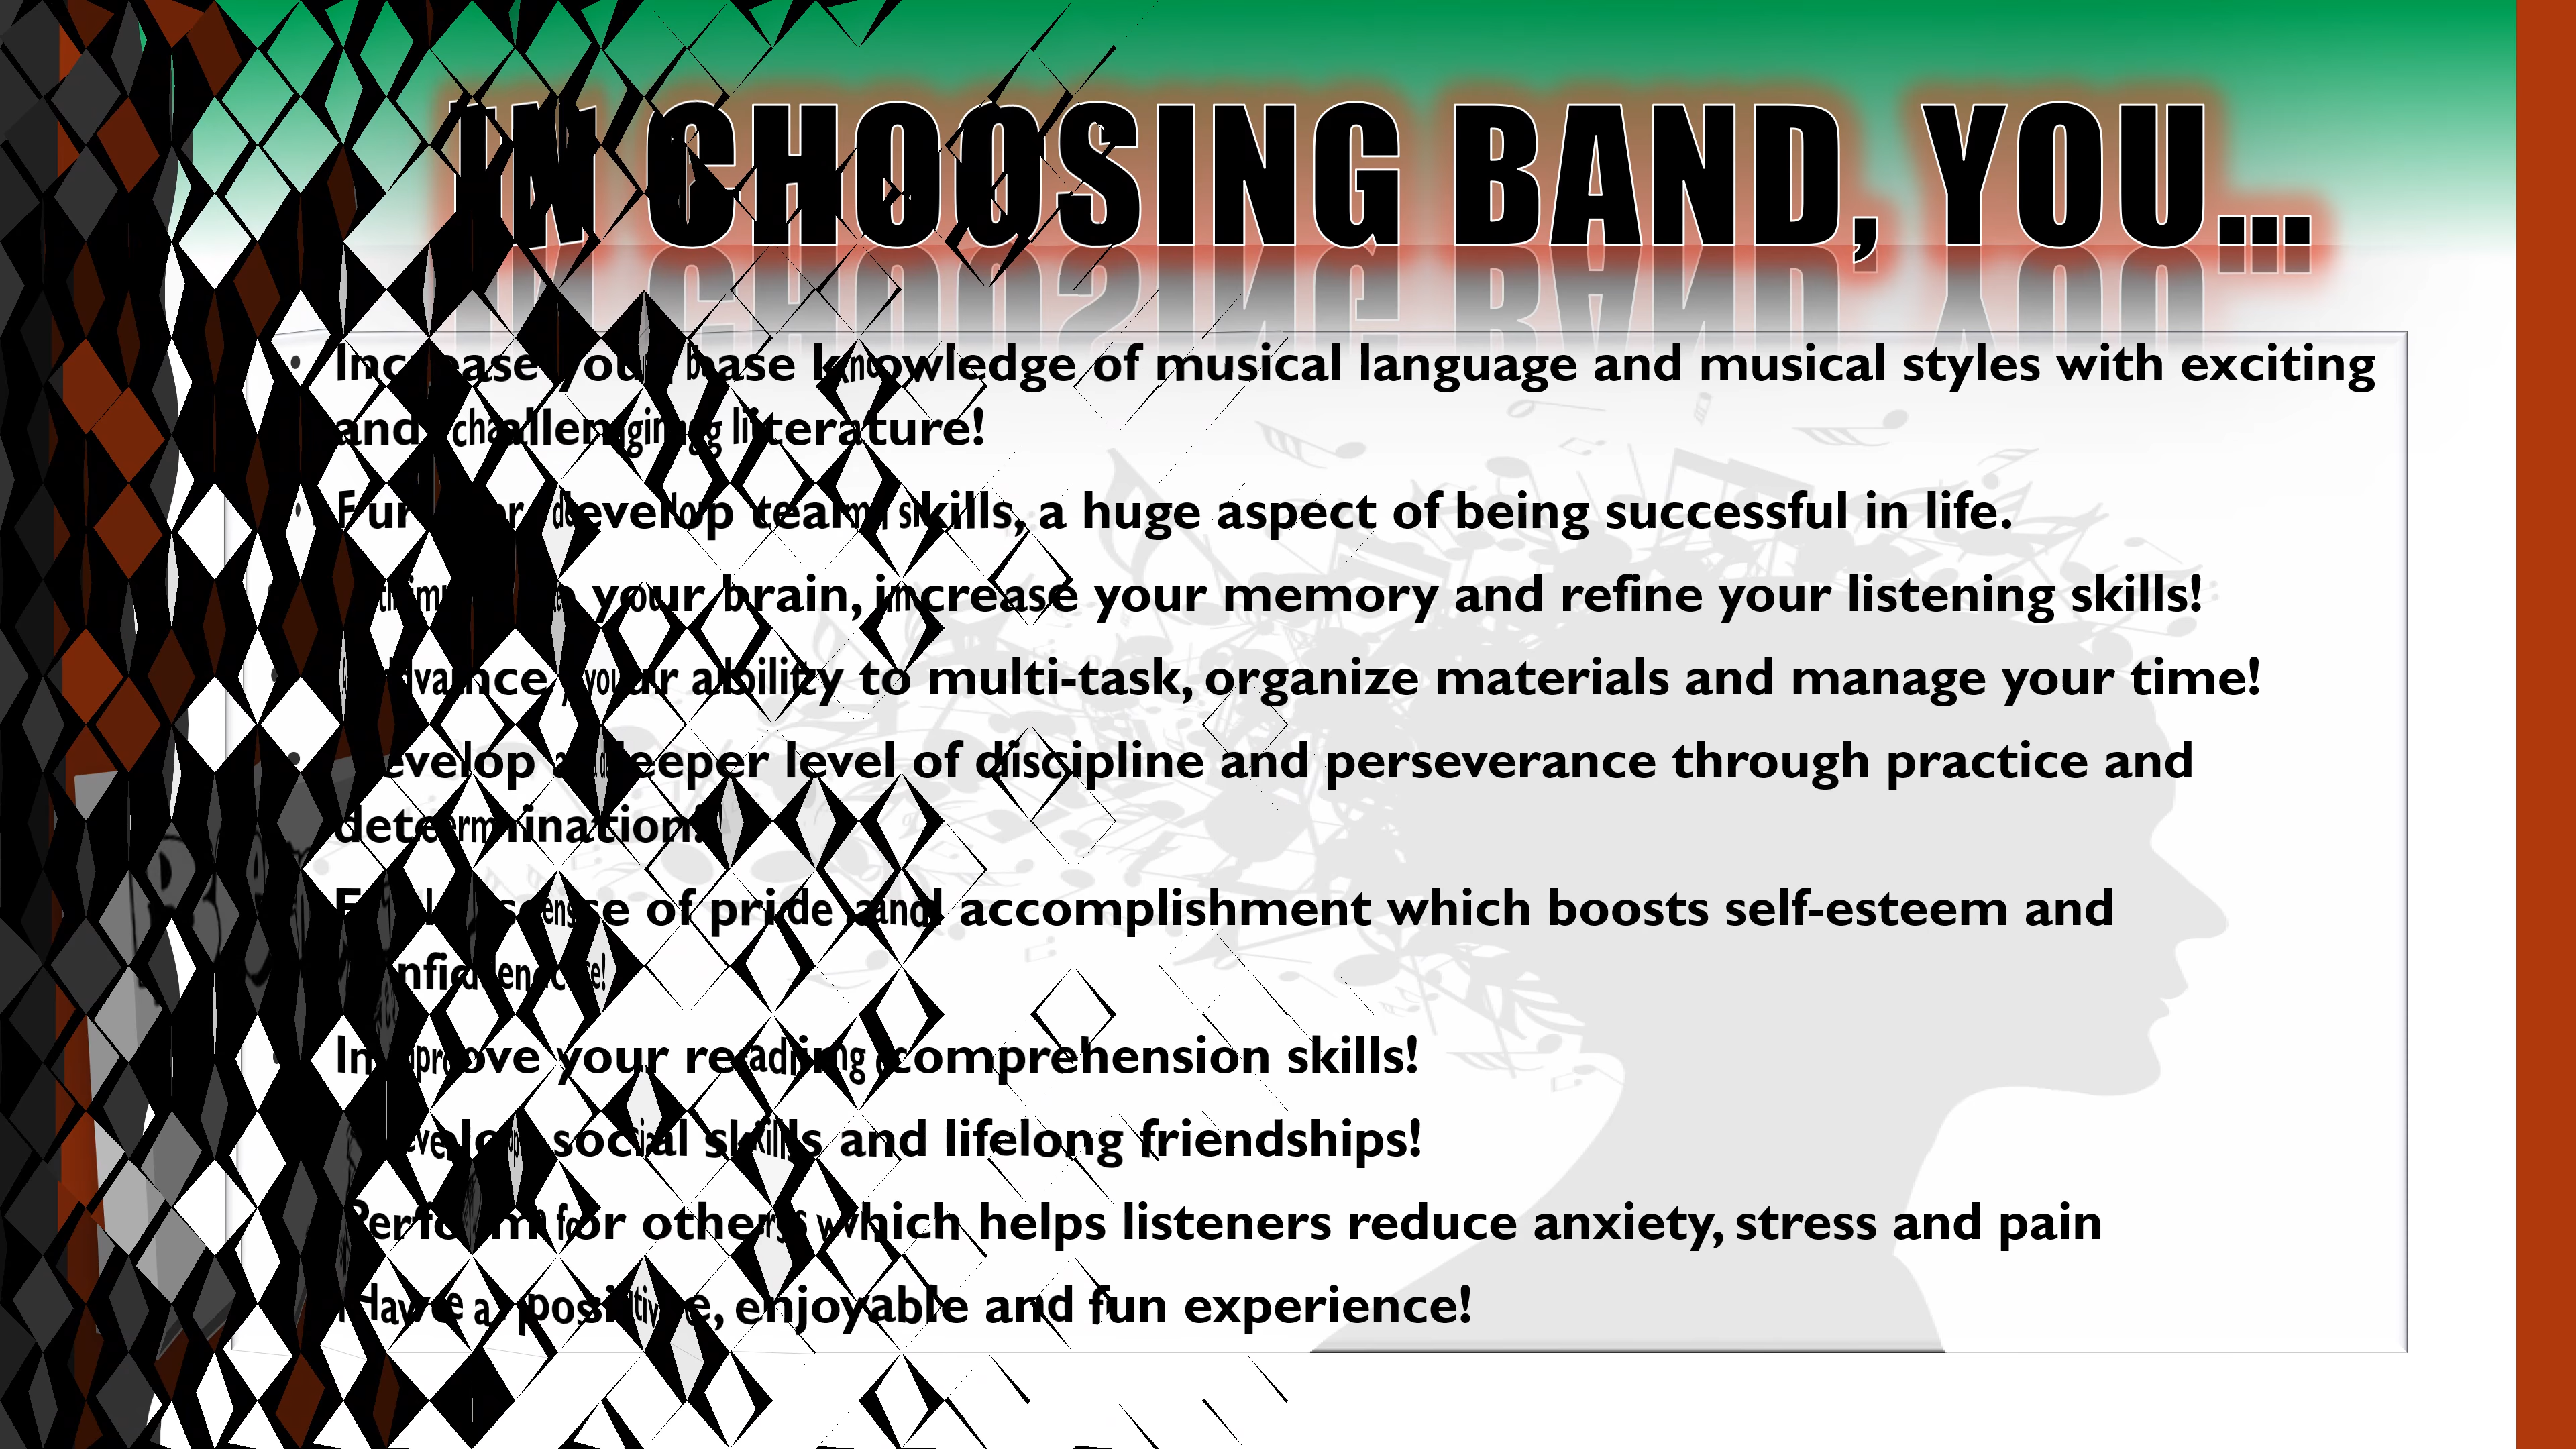 IN CHOOSING BAND, YOU...
• Increase your base knowledge of musical language and musical styles with exciting
and challenging literature!
• Further develop team skills, a huge aspect of being successful in life.
your brain, increase your memory and refine your listening skills!
• Advance your ability to multi-task, organize materials and manage your time!
• Develop a deeper level of discipline and perseverance through practice and
determination!
sense of pride and accomplishment which boosts self-esteem and
confidence!
• Improve your reading comprehension skills!
Develop social skills and lifelong friendships!
Perform for others which helps listeners reduce anxiety, stress and pain
Have a positive, enjoyable and fun experience!